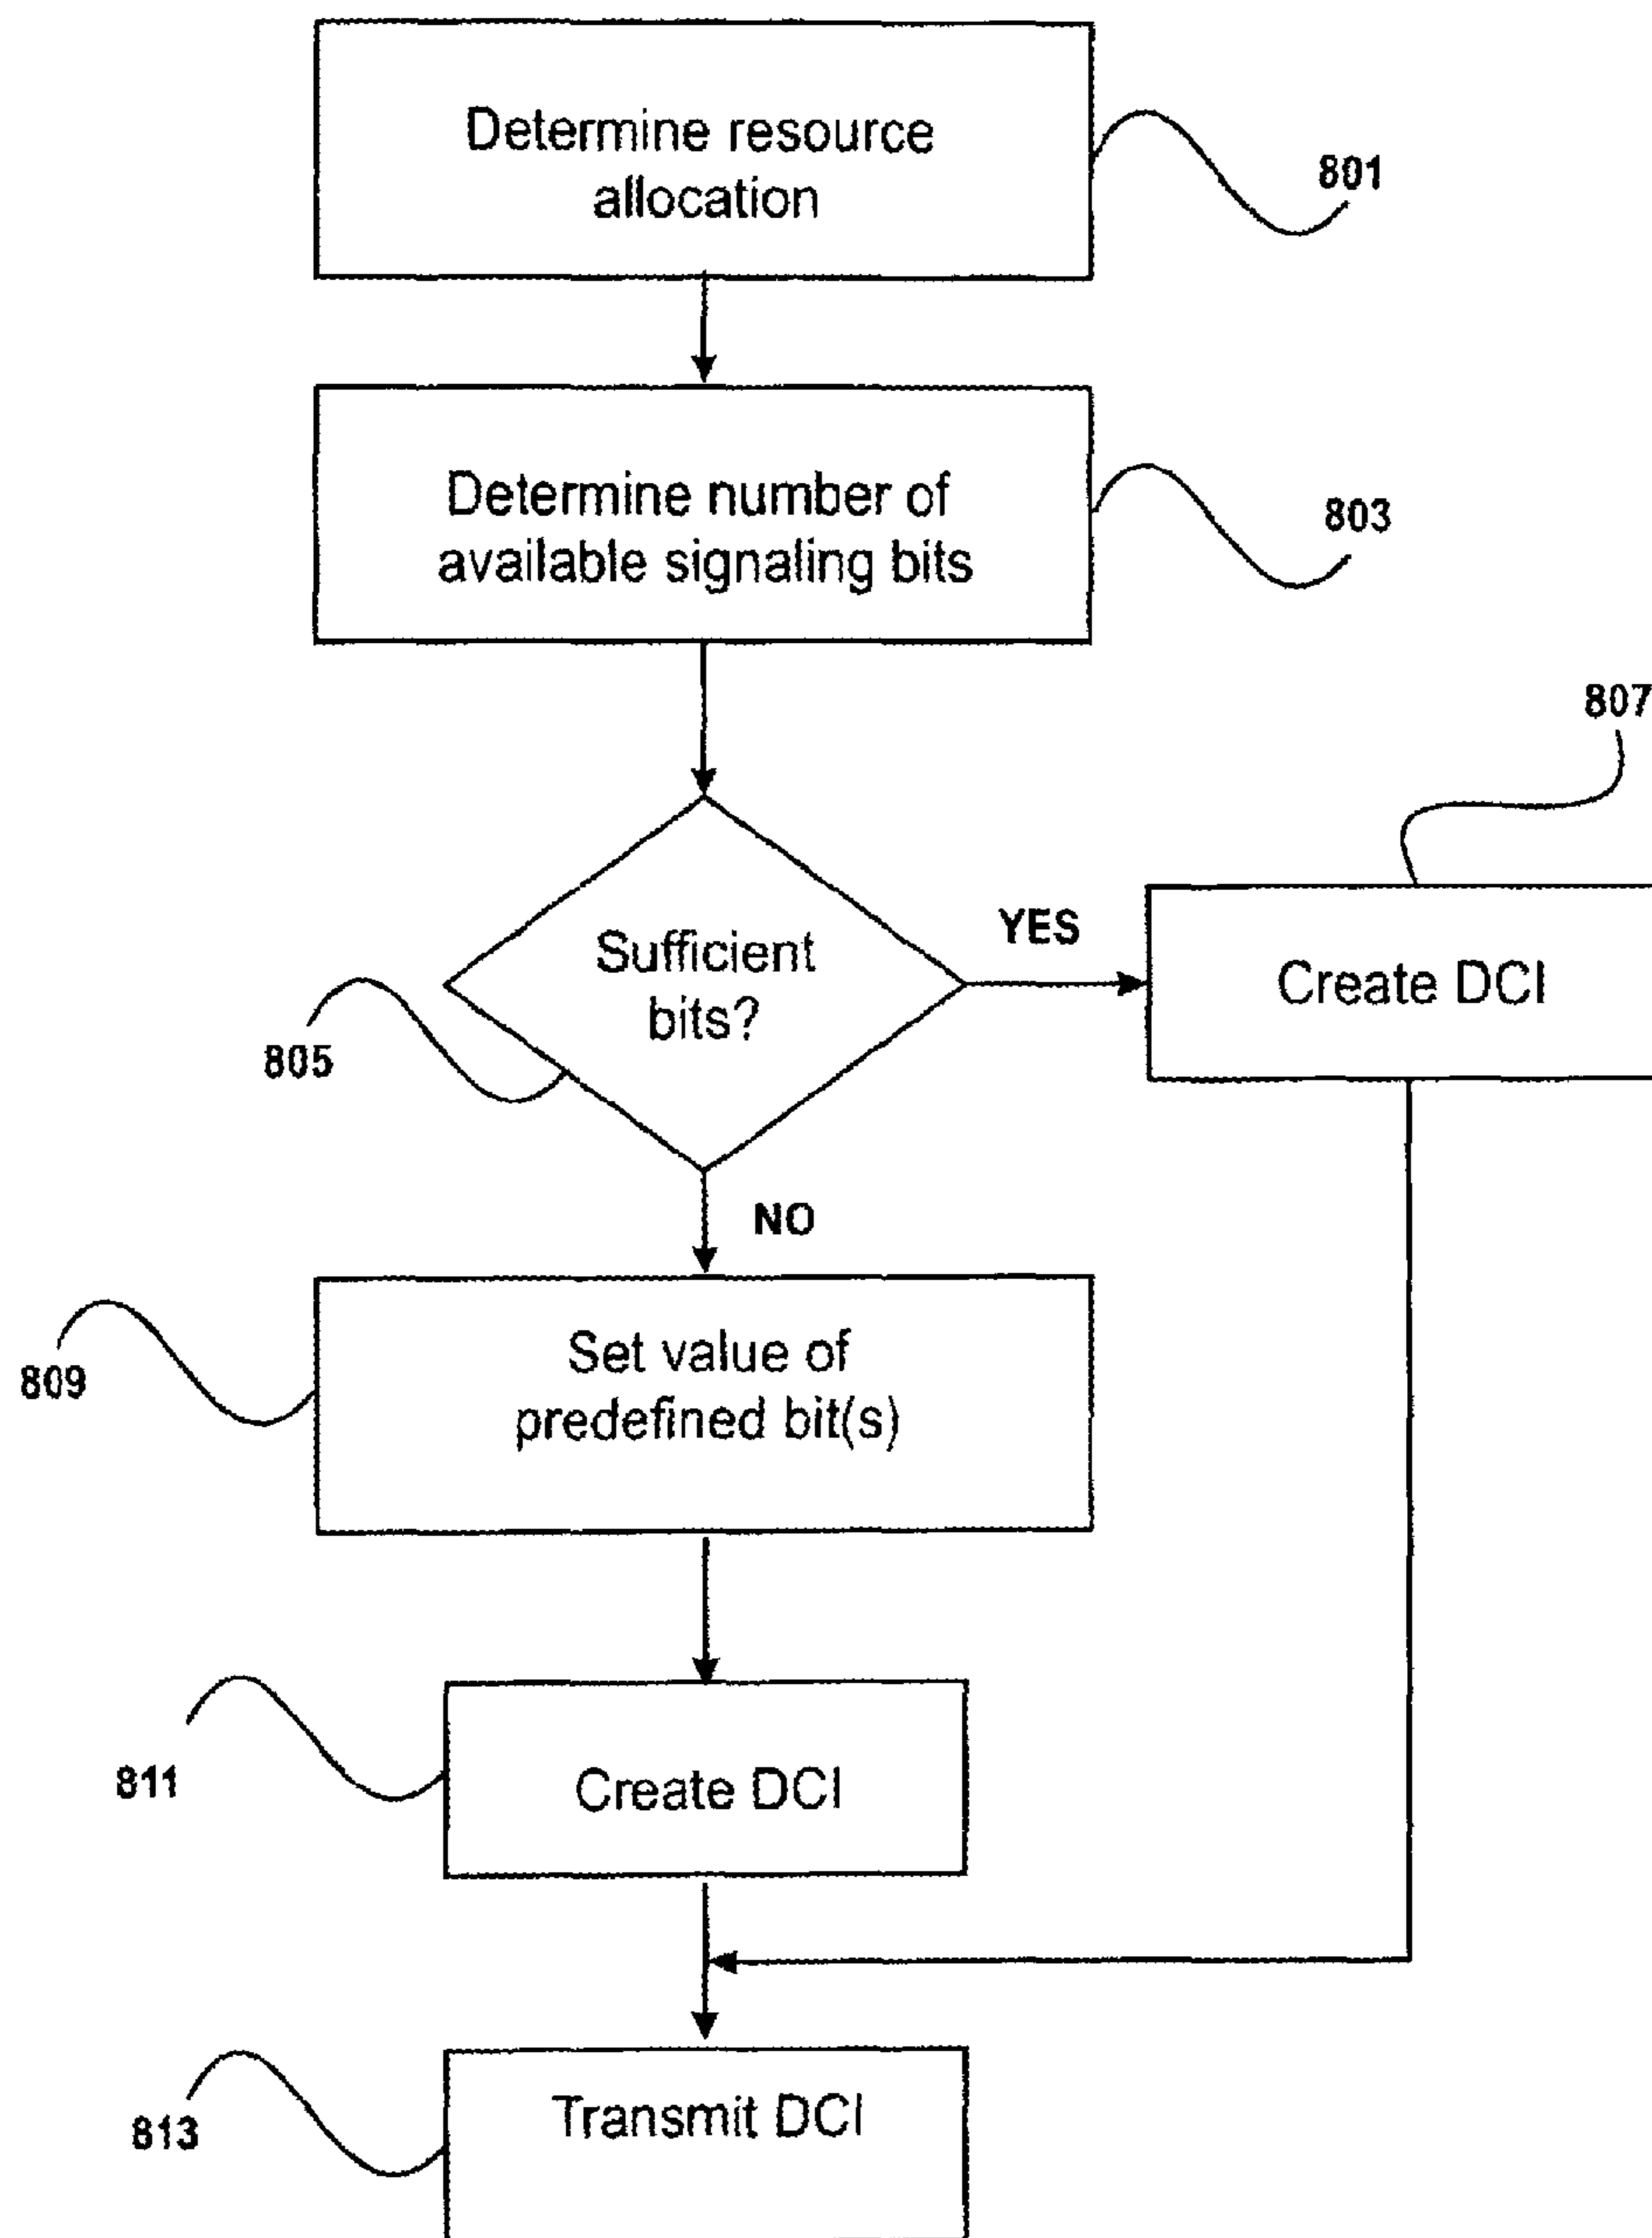 Determine resource
allocation
801
Determine number of
available signaling bits
803
807
Sufficient
bits?
YES
Create DCI
805
NO
Set value of
predefined bit(s)
809
811
Create DCI
Transmit DCI
813